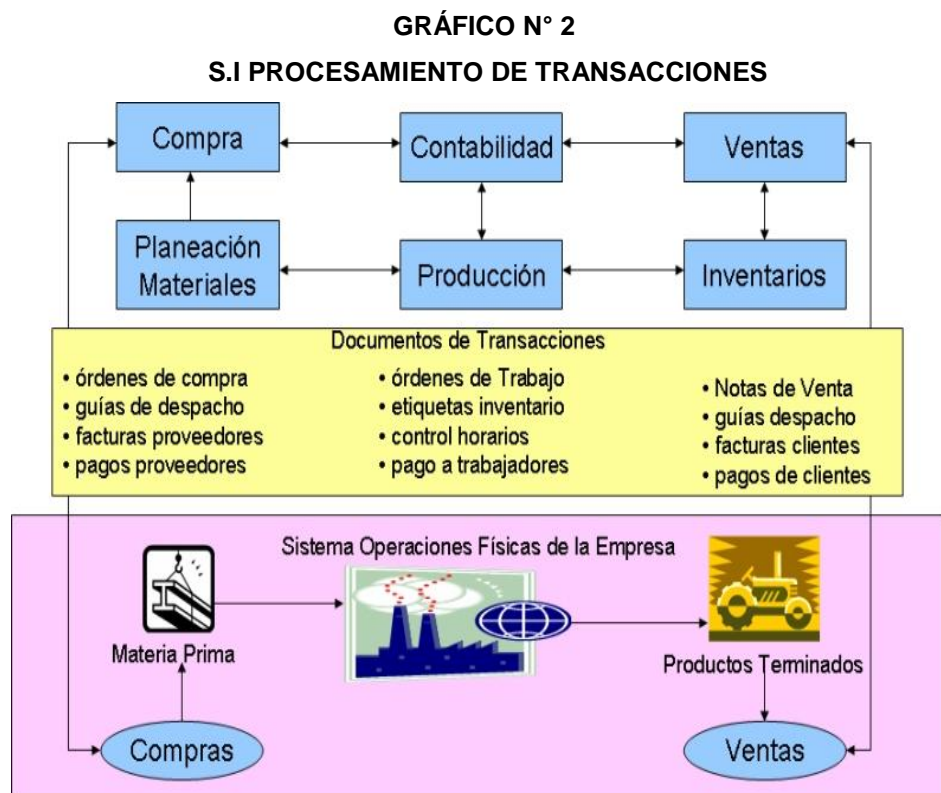 GRÁFICO N° 2
S.I PROCESAMIENTO DE TRANSACCIONES
Compra
Contabilidad
Ventas
Planeación
Materiales
Producción
Inventarios
Documentos de Transacciones
• órdenes de compra
• guías de despacho
• facturas proveedores
• pagos proveedores
• órdenes de Trabajo
• etiquetas inventario
• control horarios
• pago a trabajadores
• Notas de Venta
• guías despacho
• facturas clientes
• pagos de clientes
Sistema Operaciones Físicas de la Empresa
Materia Prima
Productos Terminados
Compras
Ventas